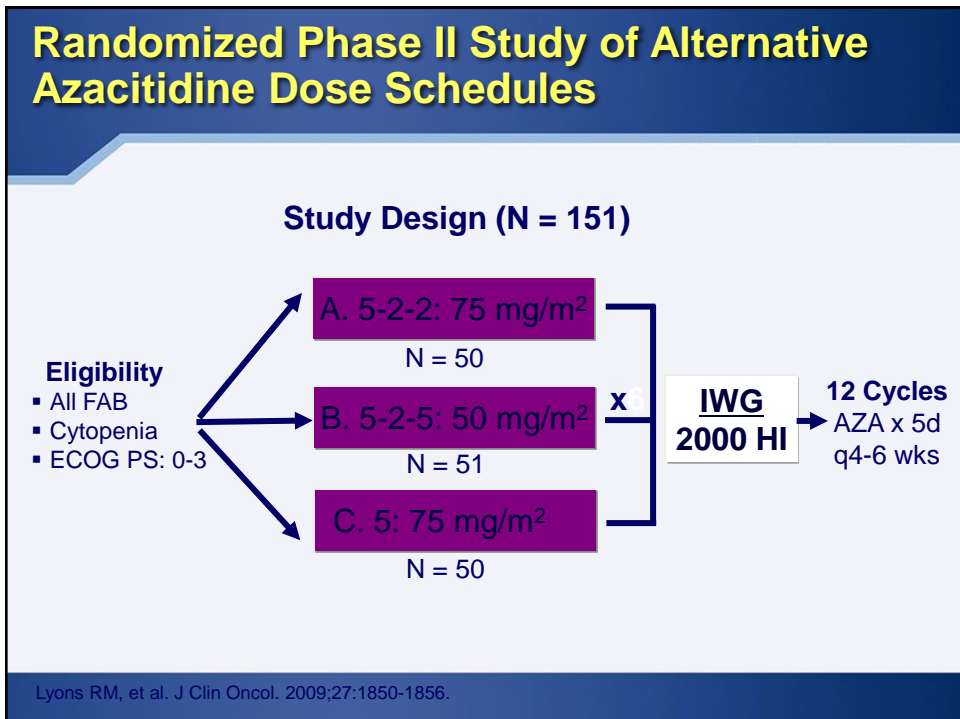 Randomized Phase II Study of Alternative
Azacitidine Dose Schedules
Study Design (N = 151)
Eligibility
▪ All FAB
▪ Cytopenia
▪ ECOG PS: 0-3
A. 5-2-2: 75 mg/m²
N = 50
B. 5-2-5: 50 mg/m²
N = 51
C. 5: 75 mg/m²
N = 50
x6
IWG
2000 HI
12 Cycles
AZA x 5d
q4-6 wks
Lyons RM, et al. J Clin Oncol. 2009;27:1850-1856.